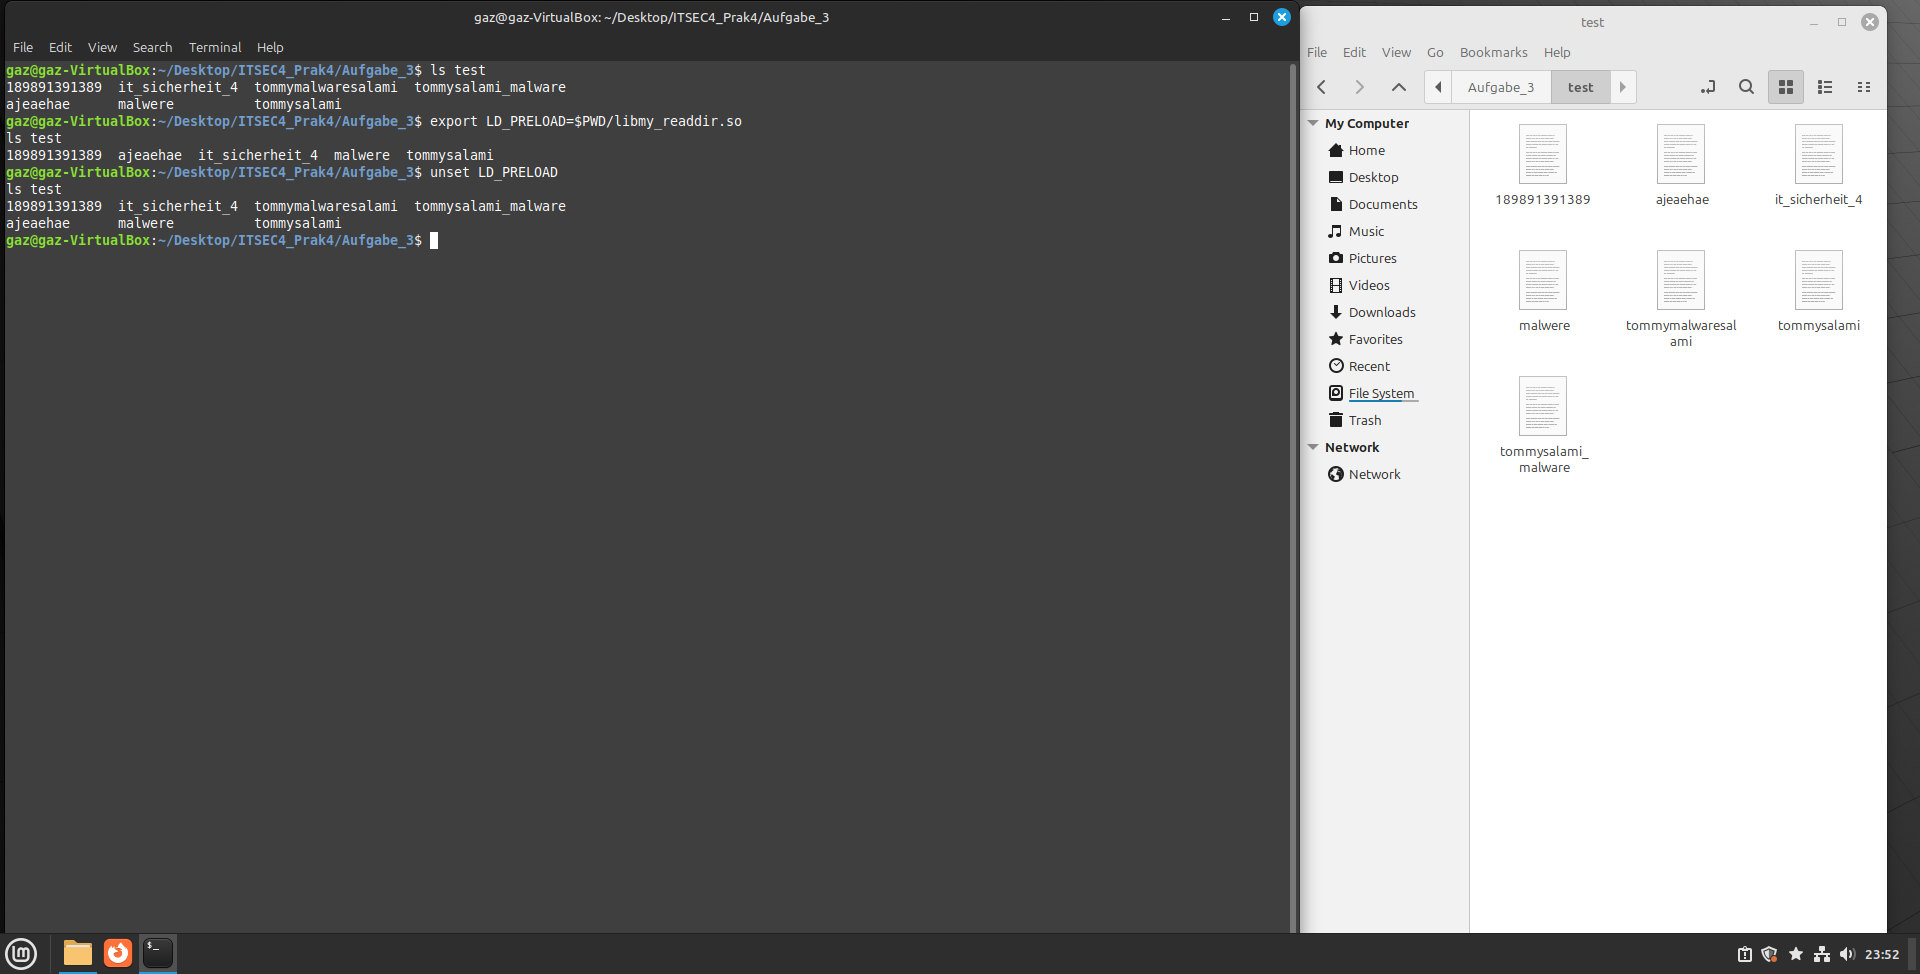 gaz@gaz-VirtualBox: ~/Desktop/ITSEC4_Prak4/Aufgabe_3
File Edit View Search Terminal Help
gaz@gaz-VirtualBox:~/Desktop/ITSEC4_Prak4/Aufgabe_3$ ls test
189891391389 it_sicherheit_4 tommymalwaresalami tommysalami_malware
ajeaehae malwere tommysalami
gaz@gaz-VirtualBox:~/Desktop/ITSEC4_Prak4/Aufgabe_3$ export LD_PRELOAD=$PWD/libmy_readdir.so
ls test
189891391389 ajeaehae it_sicherheit_4 malwere tommysalami
gaz@gaz-VirtualBox:~/Desktop/ITSEC4_Prak4/Aufgabe_3$ unset LD_PRELOAD
ls test
189891391389 it_sicherheit_4 tommymalwaresalami tommysalami_malware
ajeaehae malwere tommysalami
gaz@gaz-VirtualBox:~/Desktop/ITSEC4_Prak4/Aufgabe_3$
test
File Edit View Go Bookmarks Help
Aufgabe_3 test
My Computer
Home
Desktop
Documents
Music
Pictures
Videos
Downloads
Favorites
Recent
File System
Trash
Network
Network
189891391389 ajeaehae it_sicherheit_4
malwere tommymalwaresal
ami tommysalami
tommysalami_
malware
$_
23:52